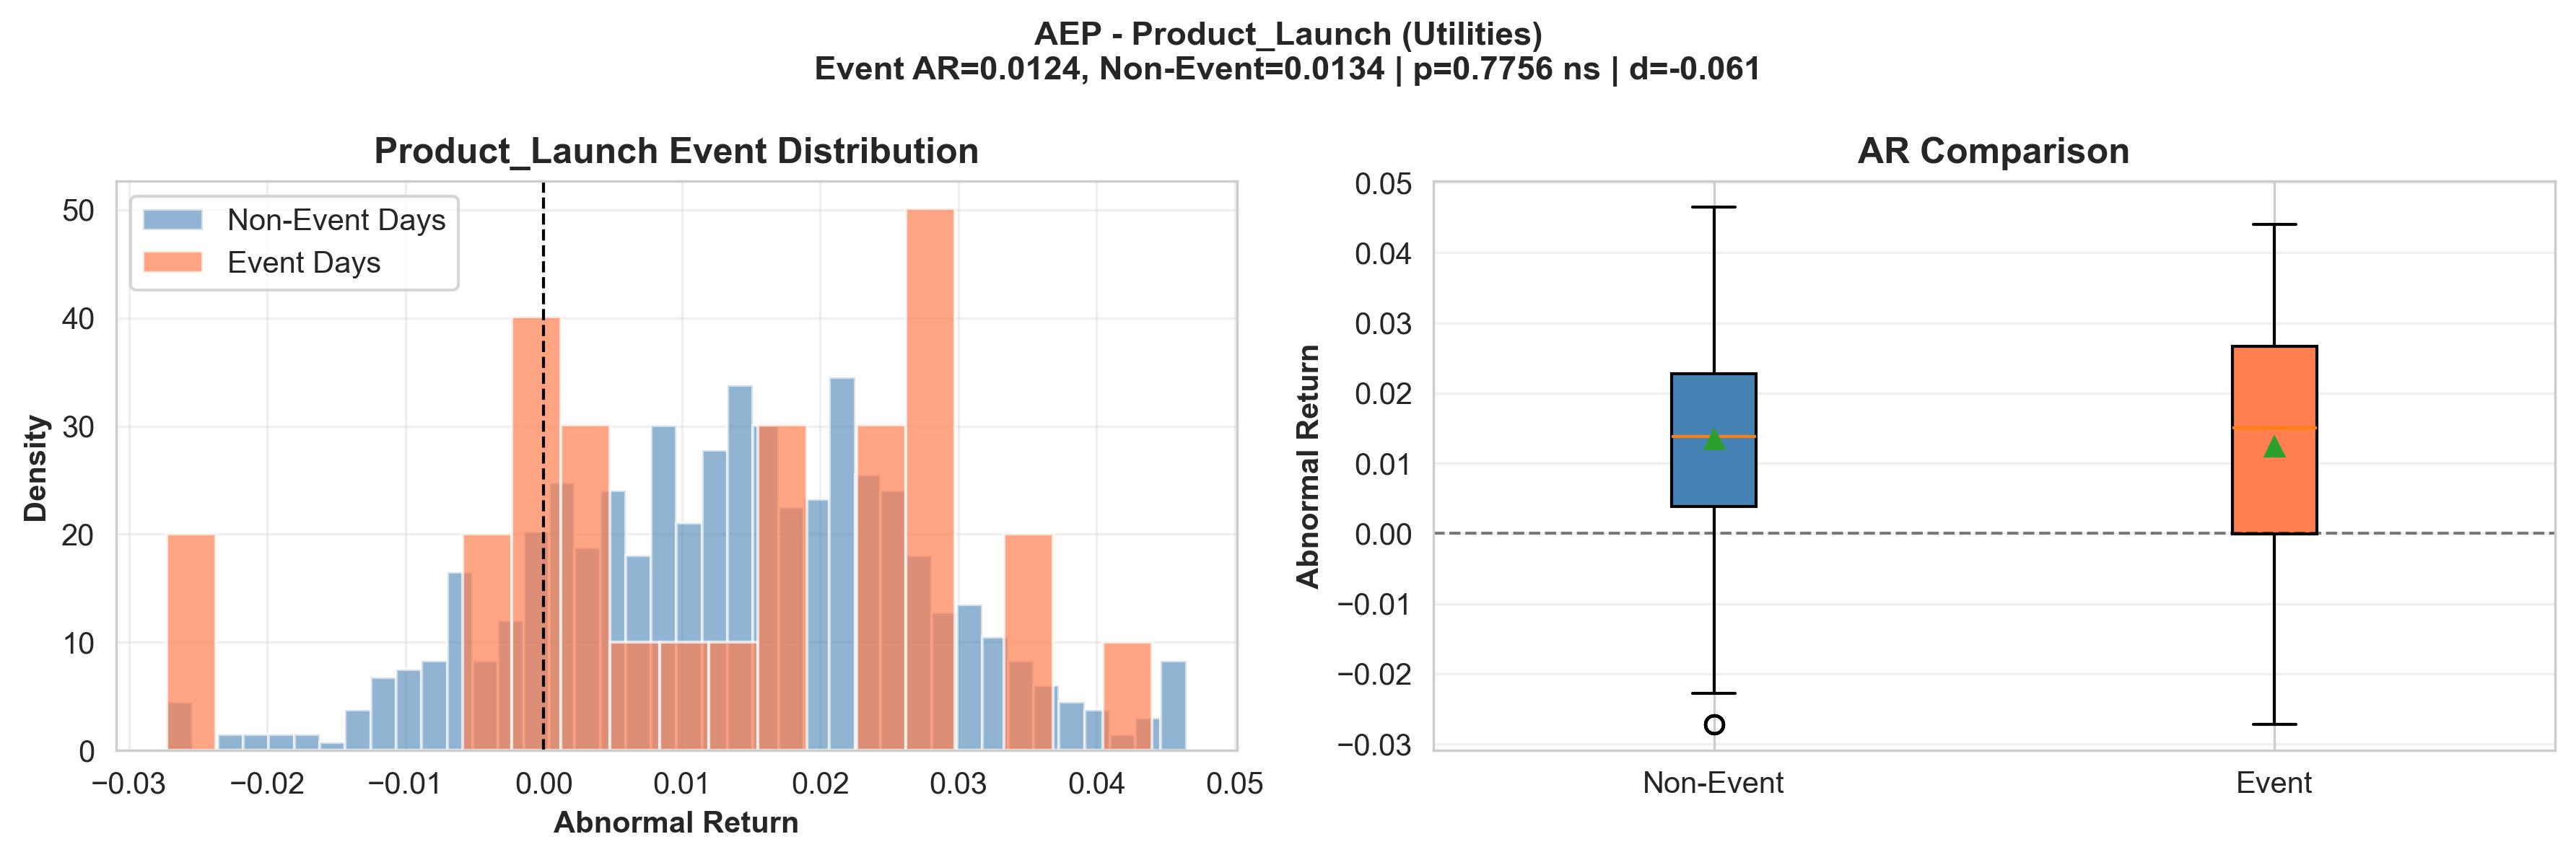 AEP - Product_Launch (Utilities)
Event AR=0.0124, Non-Event=0.0134 | p=0.7756 ns | d=-0.061
Product_Launch Event Distribution
Non-Event Days
Event Days
50
40
30
20
10
0
Density
−0.03
−0.02
−0.01
0.00
0.01
0.02
0.03
0.04
0.05
Abnormal Return
AR Comparison
0.05
0.04
0.03
0.02
0.01
0.00
−0.01
−0.02
−0.03
Abnormal Return
Non-Event
Event